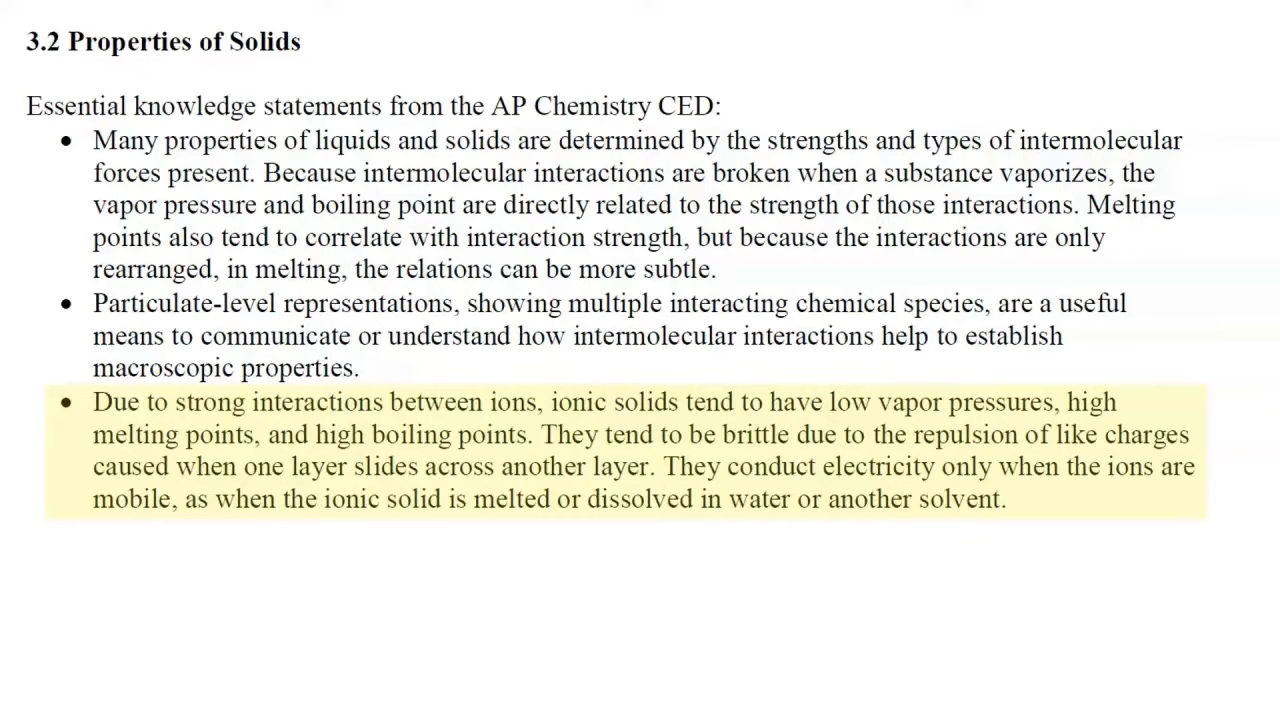 3.2 Properties of Solids
Essential knowledge statements from the AP Chemistry CED:
• Many properties of liquids and solids are determined by the strengths and types of intermolecular
forces present. Because intermolecular interactions are broken when a substance vaporizes, the
vapor pressure and boiling point are directly related to the strength of those interactions. Melting
points also tend to correlate with interaction strength, but because the interactions are only
rearranged, in melting, the relations can be more subtle.
• Particulate-level representations, showing multiple interacting chemical species, are a useful
means to communicate or understand how intermolecular interactions help to establish
macroscopic properties.
• Due to strong interactions between ions, ionic solids tend to have low vapor pressures, high
melting points, and high boiling points. They tend to be brittle due to the repulsion of like charges
caused when one layer slides across another layer. They conduct electricity only when the ions are
mobile, as when the ionic solid is melted or dissolved in water or another solvent.